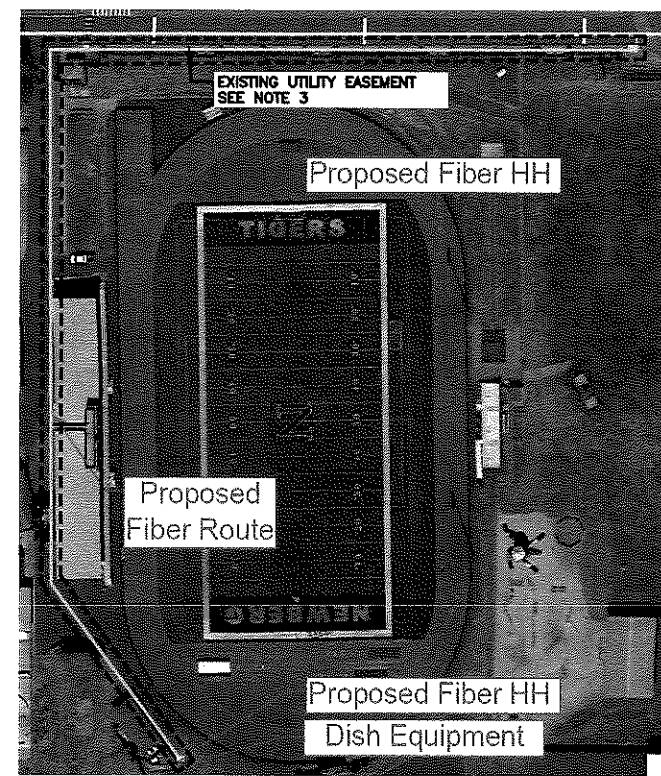 EXISTING UTILITY EASEMENT
SEE NOTE 3
Proposed Fiber HH
TIGERS
N
Proposed
Fiber Route
NEWBERG
Proposed Fiber HH
Dish Equipment